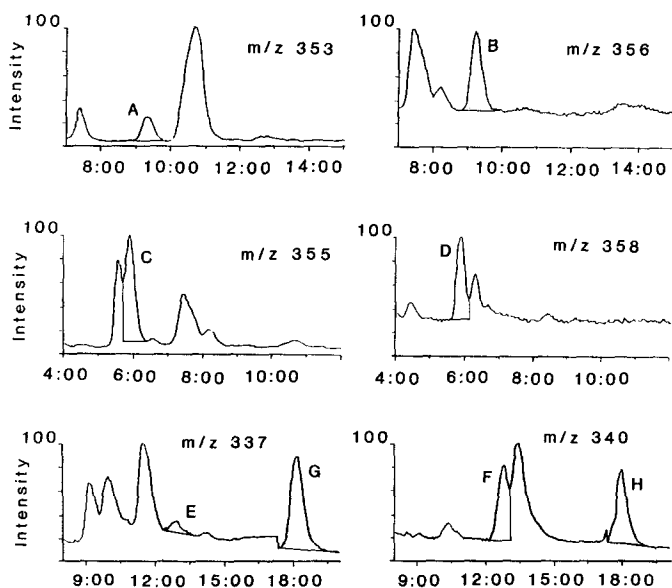 100
m/z 353
A
Intensity
8:00 10:00 12:00 14:00
100
m/z 356
B
8:00 10:00 12:00 14:00
100
m/z 355
C
Intensity
4:00 6:00 8:00 10:00
100
m/z 358
D
4:00 6:00 8:00 10:00
100
m/z 337
G
E
Intensity
9:00 12:00 15:00 18:00
100
m/z 340
F
H
9:00 12:00 15:00 18:00